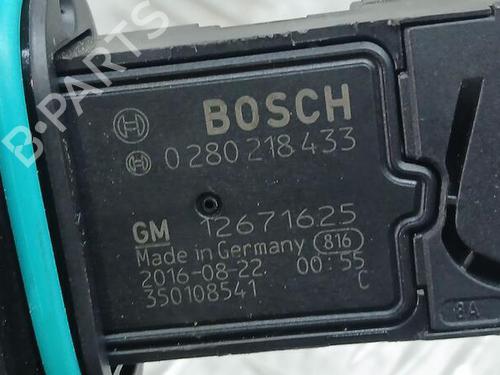 B-PARTS
BOSCH
0 280 218 433
GM 12671625
Made in Germany 816
2016-08-22 00:55
350108541 C
8A